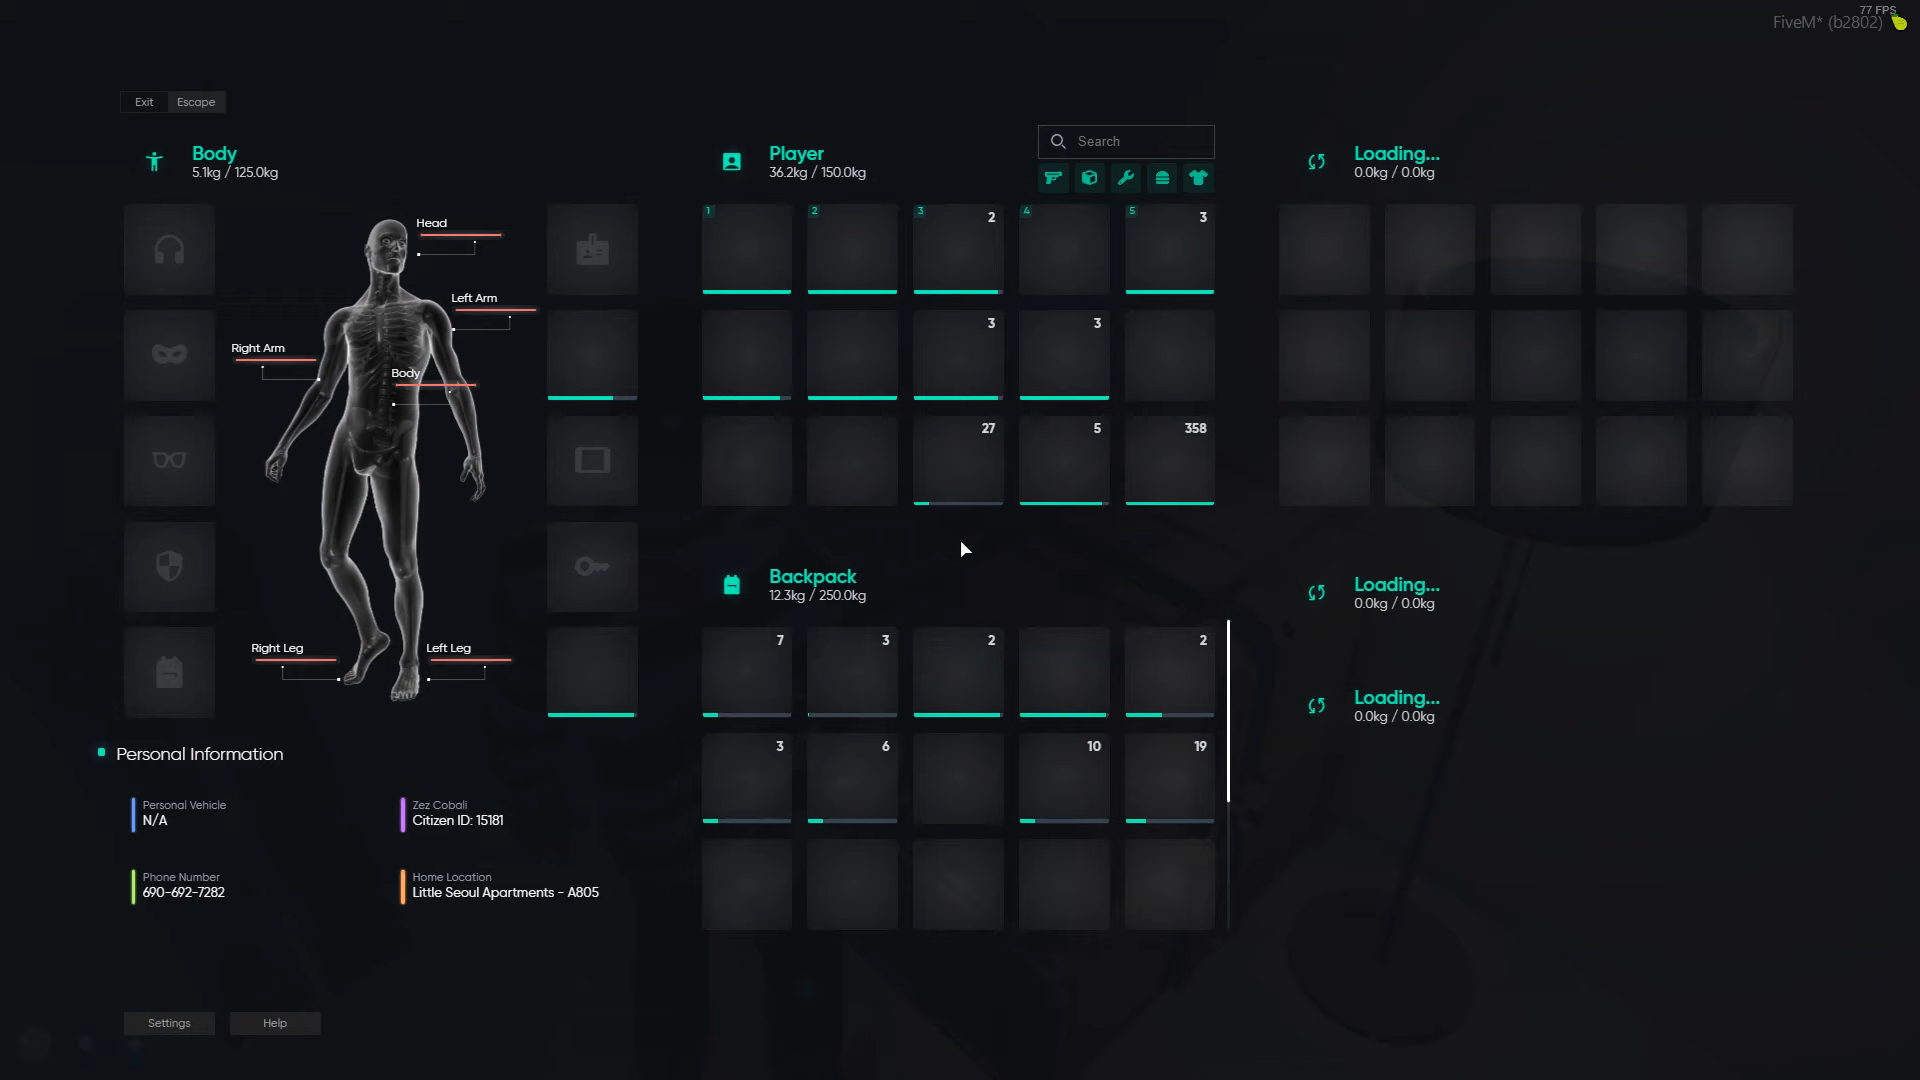 77 FPS
FiveM* (b2802)
Exit Escape
Body
5.1kg / 125.0kg
Player
36.2kg / 150.0kg
Search
Loading...
0.0kg / 0.0kg
Head
Left Arm
Right Arm
Body
Right Leg
Left Leg
1 2 3 2 4 5 3
3 3
27 5 358
Backpack
12.3kg / 250.0kg
7 3 2 2
3 6 10 19
Loading...
0.0kg / 0.0kg
Loading...
0.0kg / 0.0kg
Personal Information
Personal Vehicle
N/A
Zez Cobali
Citizen ID: 15181
Phone Number
690-692-7282
Home Location
Little Seoul Apartments - A805
Settings Help